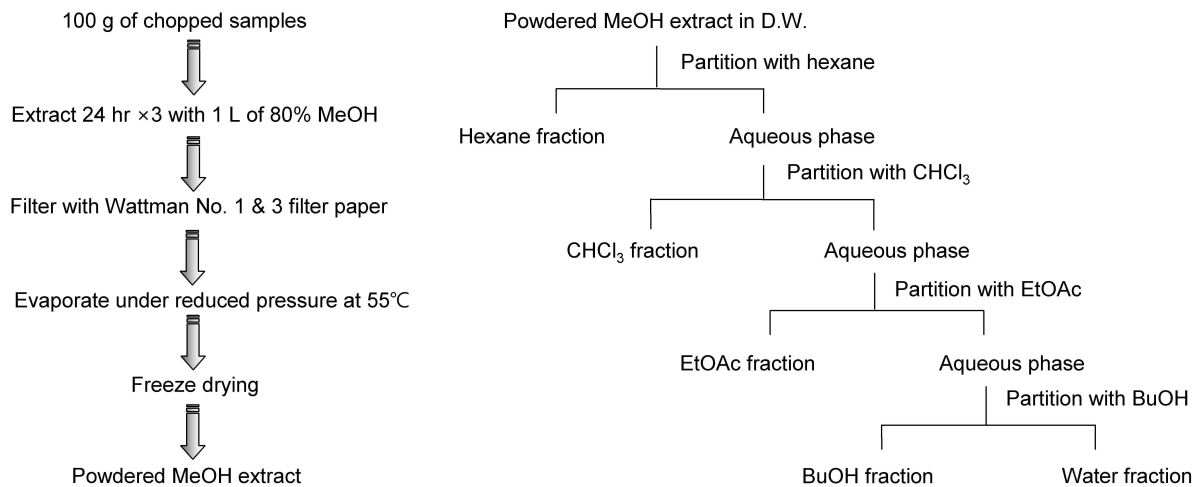 100 g of chopped samples
Extract 24 hr ×3 with 1 L of 80% MeOH
Filter with Wattman No. 1 & 3 filter paper
Evaporate under reduced pressure at 55℃
Freeze drying
Powdered MeOH extract
Powdered MeOH extract in D.W.
Partition with hexane
Hexane fraction
Aqueous phase
Partition with CHCl₃
CHCl₃ fraction
Aqueous phase
Partition with EtOAc
EtOAc fraction
Aqueous phase
Partition with BuOH
BuOH fraction
Water fraction